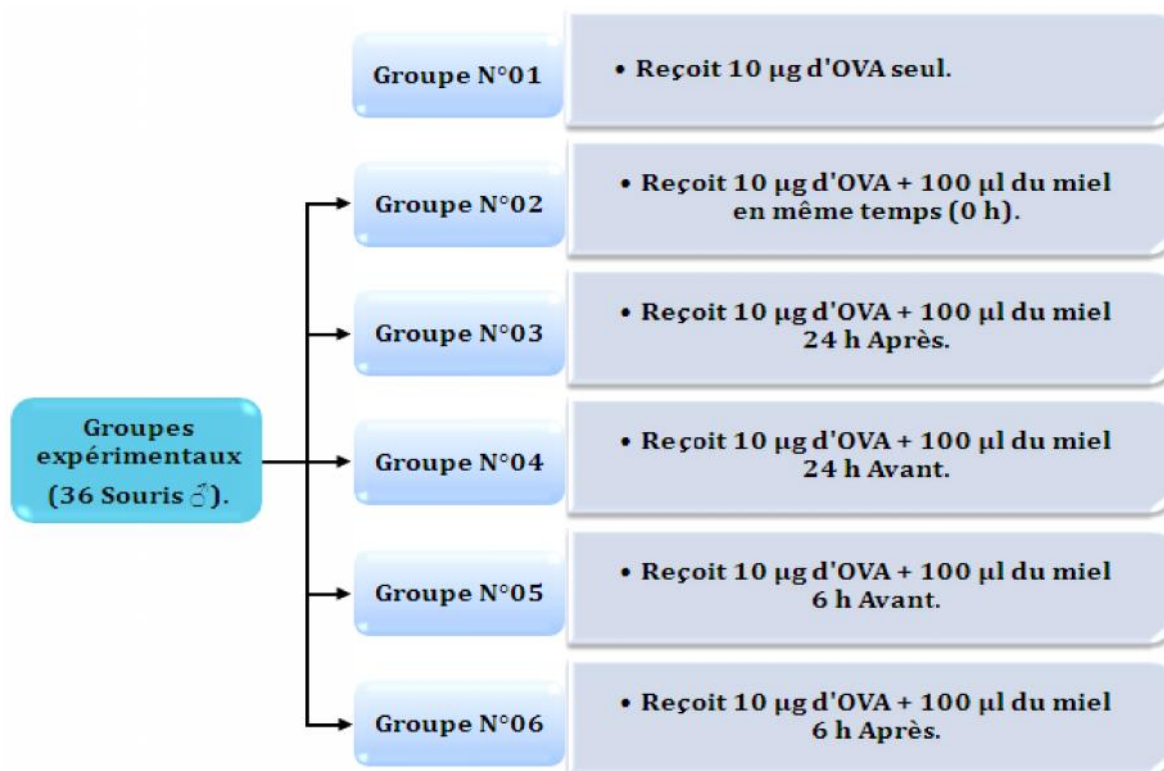 Groupe N°01
• Reçoit 10 µg d'OVA seul.
Groupe N°02
• Reçoit 10 µg d'OVA + 100 µl du miel
en même temps (0 h).
Groupe N°03
• Reçoit 10 µg d'OVA + 100 µl du miel
24 h Après.
Groupes
expérimentaux
(36 Souris ♂).
Groupe N°04
• Reçoit 10 µg d'OVA + 100 µl du miel
24 h Avant.
Groupe N°05
• Reçoit 10 µg d'OVA + 100 µl du miel
6 h Avant.
Groupe N°06
• Reçoit 10 µg d'OVA + 100 µl du miel
6 h Après.